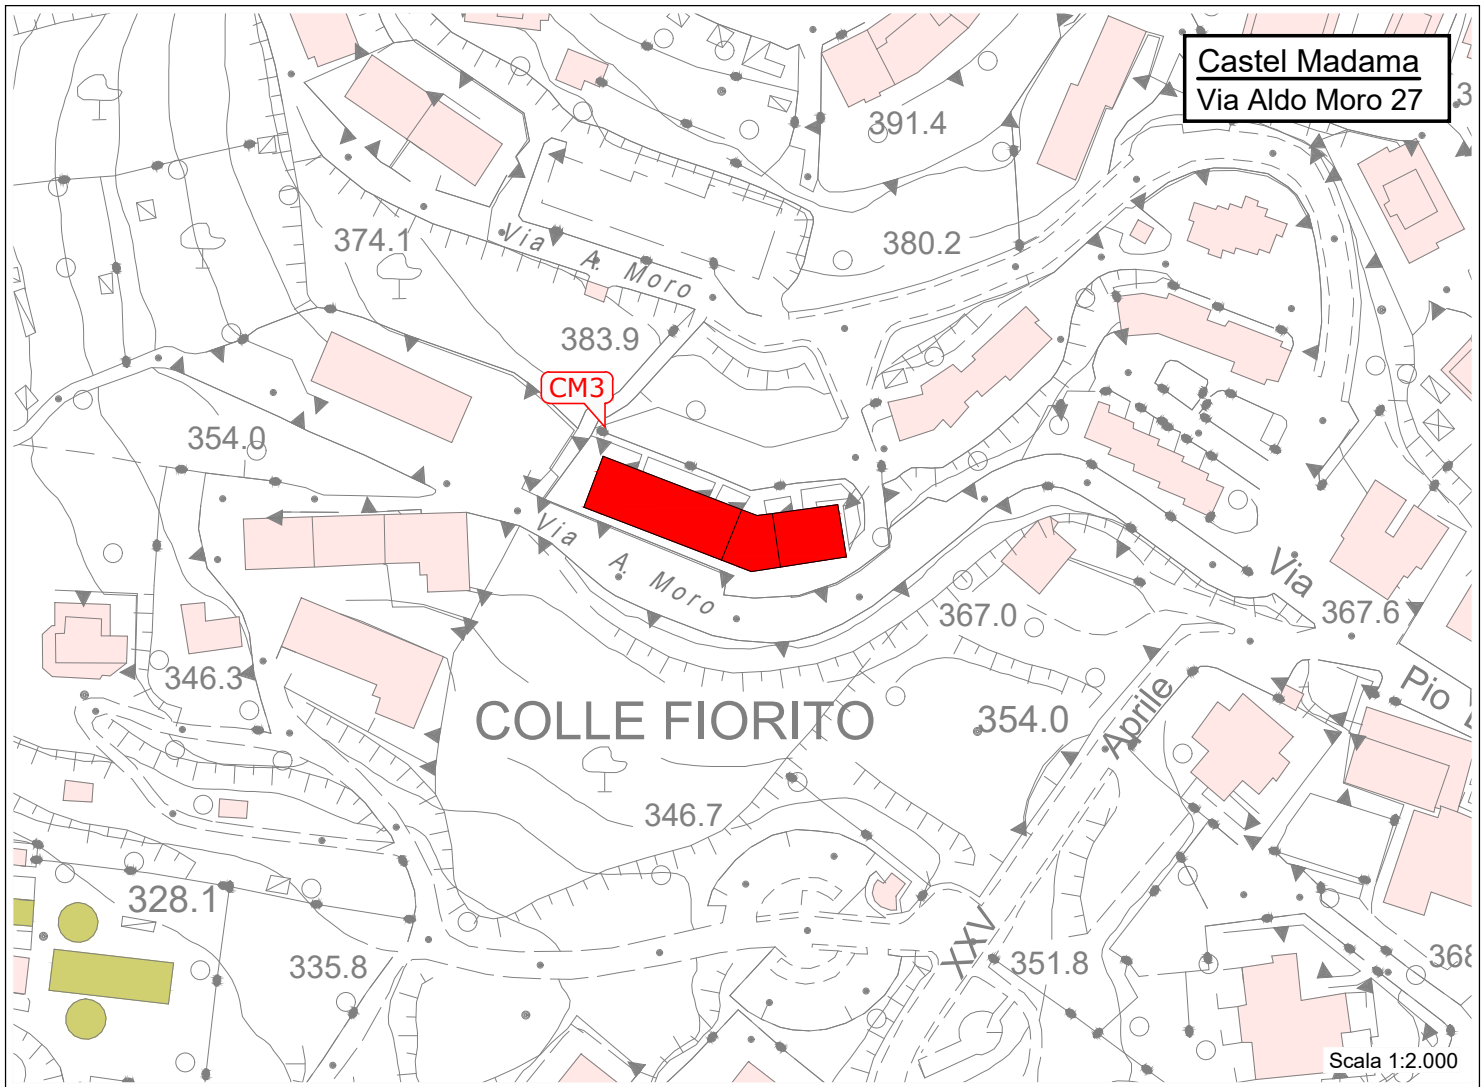 Castel Madama
Via Aldo Moro 27
391.4
374.1
Via A. Moro
380.2
383.9
CM3
354.0
Via A. Moro
Via
367.0
367.6
346.3
Pio
COLLE FIORITO
354.0
Aprile
346.7
328.1
XXV
335.8
351.8
368
Scala 1:2.000